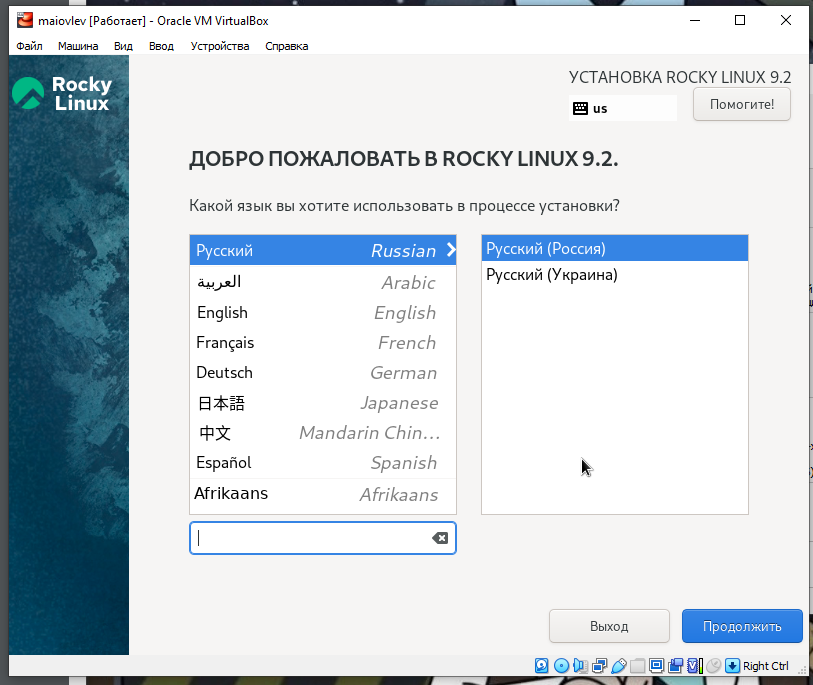 maiovlev [Работает] - Oracle VM VirtualBox
Файл Машина Вид Ввод Устройства Справка
Rocky
Linux
УСТАНОВКА ROCKY LINUX 9.2
us
Помогите!
ДОБРО ПОЖАЛОВАТЬ В ROCKY LINUX 9.2.
Какой язык вы хотите использовать в процессе установки?
Русский Russian
العربية Arabic
English English
Français French
Deutsch German
日本語 Japanese
中文 Mandarin Chin…
Español Spanish
Afrikaans Afrikaans
Русский (Россия)
Русский (Украина)
Выход
Продолжить
Right Ctrl